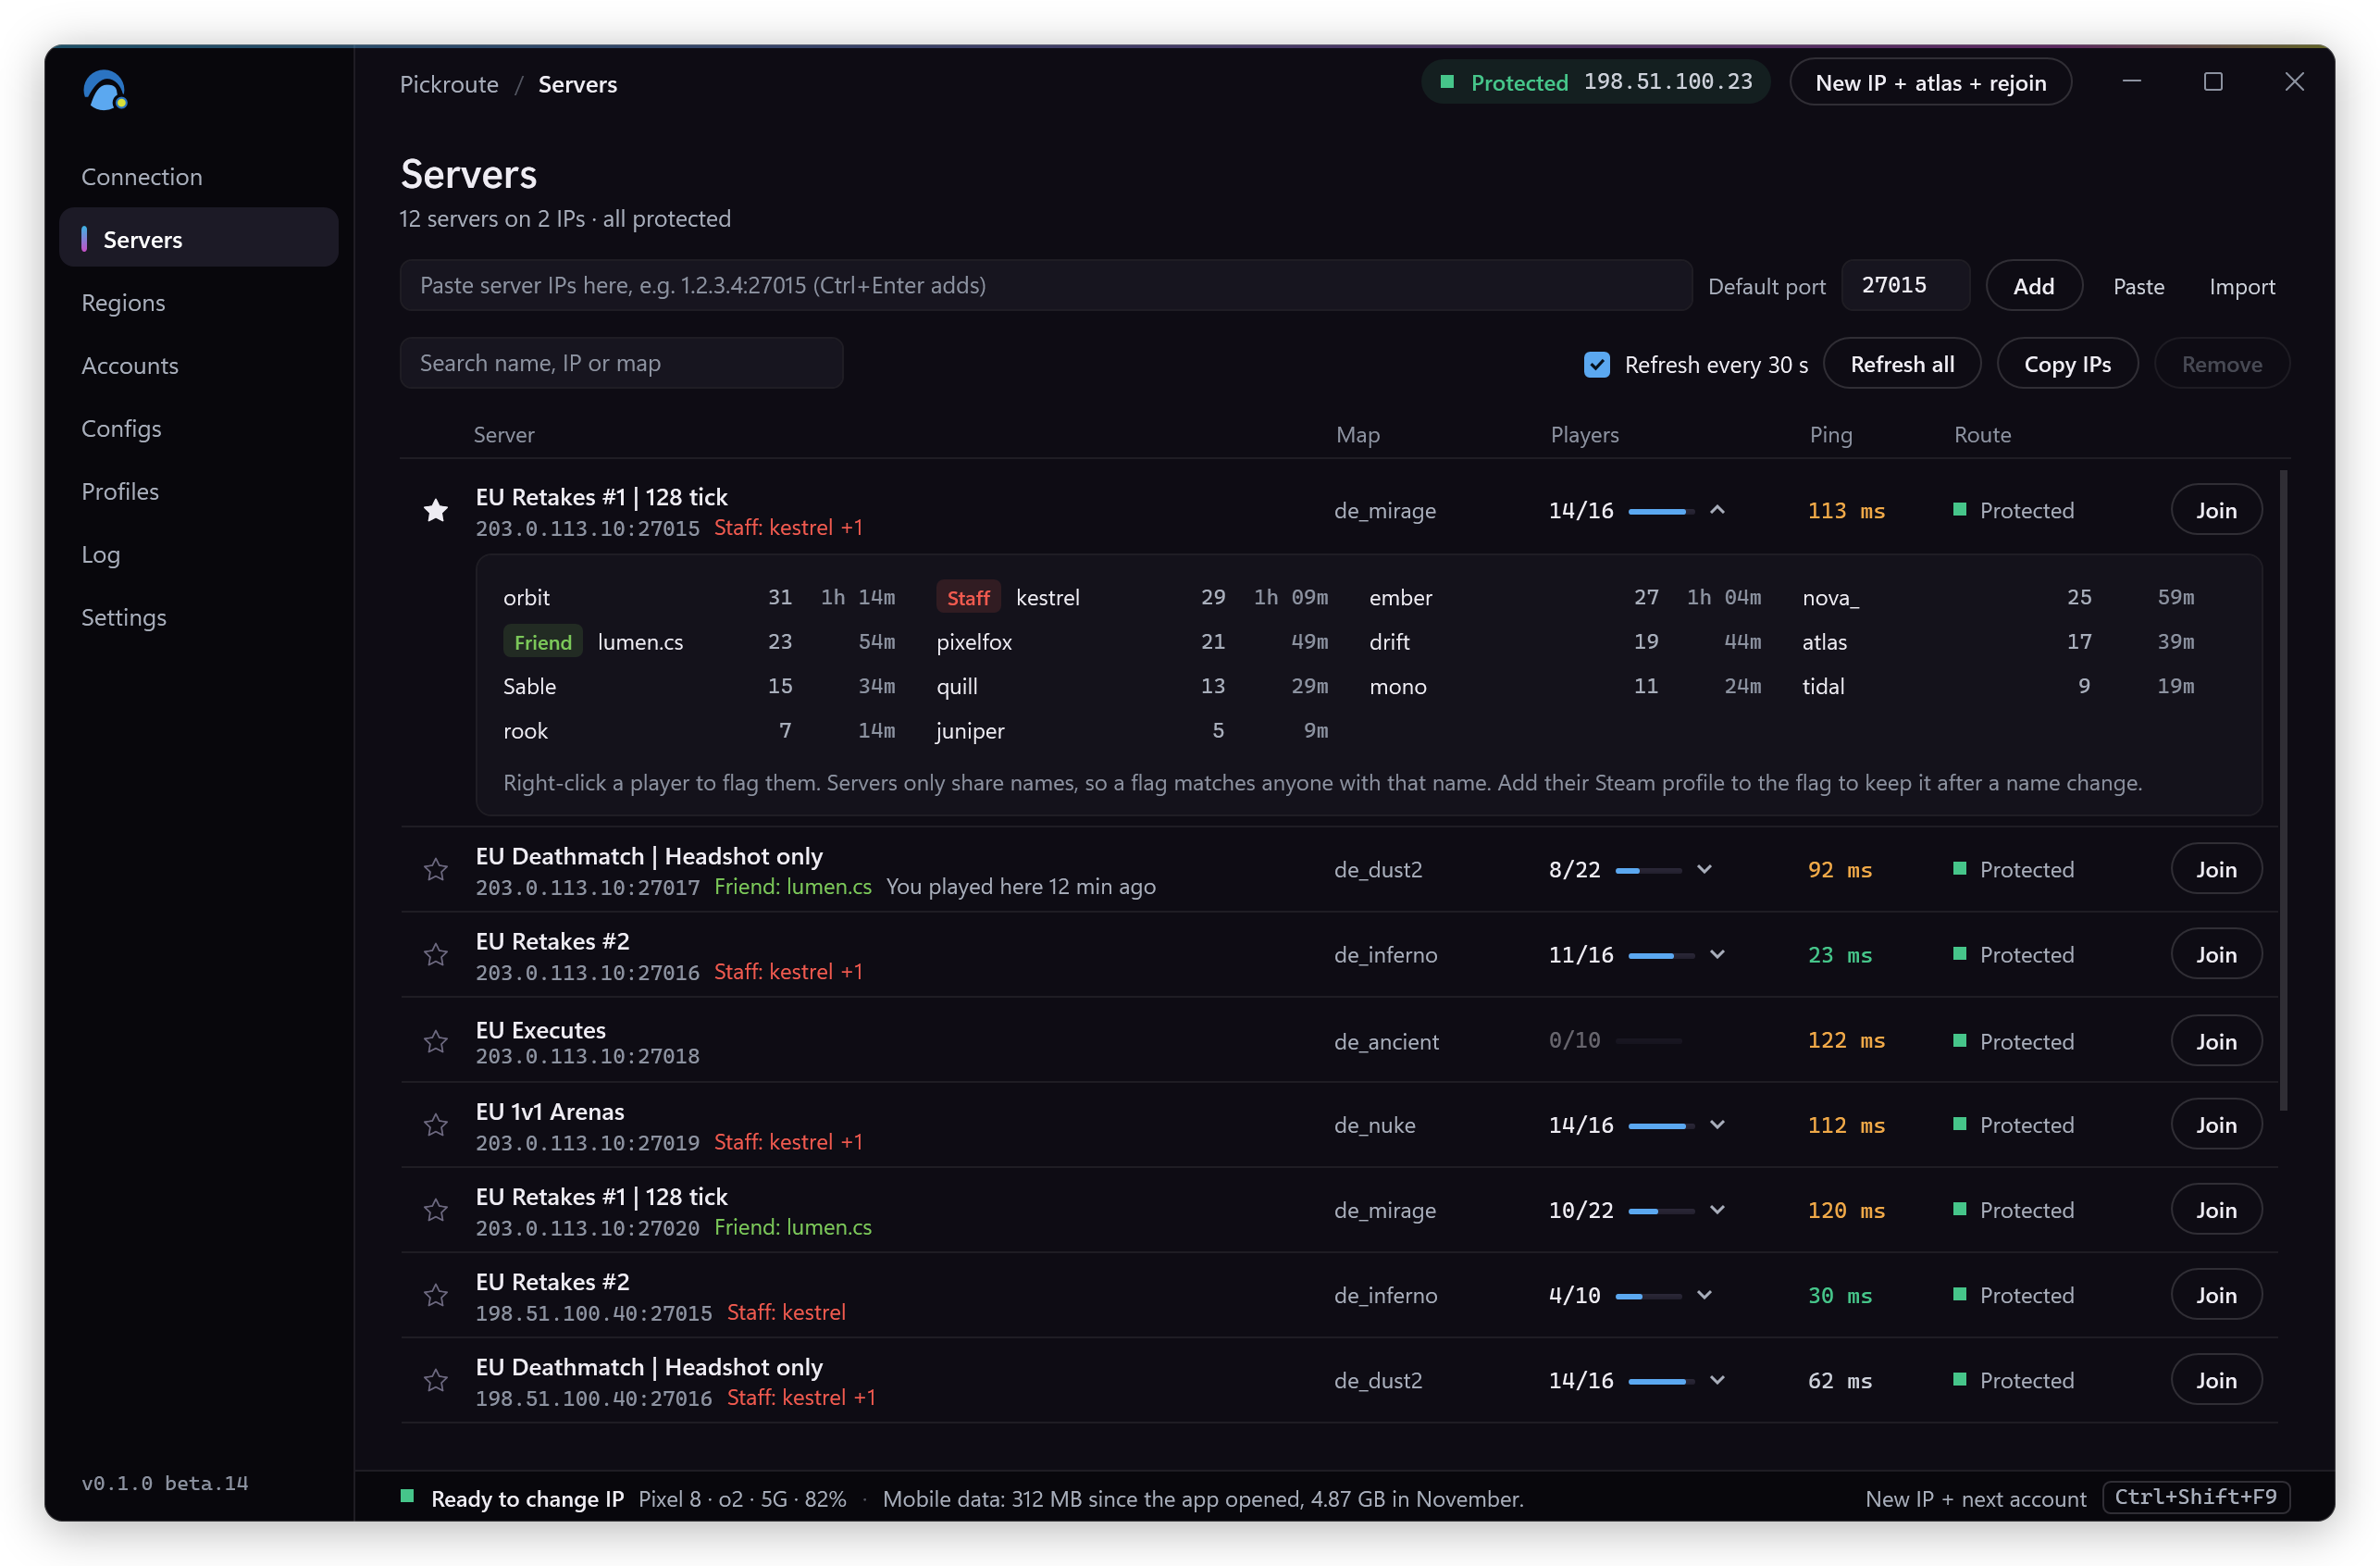 Pickroute / Servers
Protected 198.51.100.23
New IP + atlas + rejoin
Connection
Servers
Regions
Accounts
Configs
Profiles
Log
Settings
v0.1.0 beta.14
Servers
12 servers on 2 IPs · all protected
Paste server IPs here, e.g. 1.2.3.4:27015 (Ctrl+Enter adds)
Default port 27015 Add Paste Import
Search name, IP or map
Refresh every 30 s Refresh all Copy IPs Remove
Server Map Players Ping Route
EU Retakes #1 | 128 tick
203.0.113.10:27015 Staff: kestrel +1
de_mirage 14/16 113 ms Protected Join
orbit 31 1h 14m Staff kestrel 29 1h 09m ember 27 1h 04m nova_ 25 59m
Friend lumen.cs 23 54m pixelfox 21 49m drift 19 44m atlas 17 39m
Sable 15 34m quill 13 29m mono 11 24m tidal 9 19m
rook 7 14m juniper 5 9m
Right-click a player to flag them. Servers only share names, so a flag matches anyone with that name. Add their Steam profile to the flag to keep it after a name change.
EU Deathmatch | Headshot only
203.0.113.10:27017 Friend: lumen.cs You played here 12 min ago
de_dust2 8/22 92 ms Protected Join
EU Retakes #2
203.0.113.10:27016 Staff: kestrel +1
de_inferno 11/16 23 ms Protected Join
EU Executes
203.0.113.10:27018
de_ancient 0/10 122 ms Protected Join
EU 1v1 Arenas
203.0.113.10:27019 Staff: kestrel +1
de_nuke 14/16 112 ms Protected Join
EU Retakes #1 | 128 tick
203.0.113.10:27020 Friend: lumen.cs
de_mirage 10/22 120 ms Protected Join
EU Retakes #2
198.51.100.40:27015 Staff: kestrel
de_inferno 4/10 30 ms Protected Join
EU Deathmatch | Headshot only
198.51.100.40:27016 Staff: kestrel +1
de_dust2 14/16 62 ms Protected Join
Ready to change IP Pixel 8 · o2 · 5G · 82% · Mobile data: 312 MB since the app opened, 4.87 GB in November.
New IP + next account Ctrl+Shift+F9